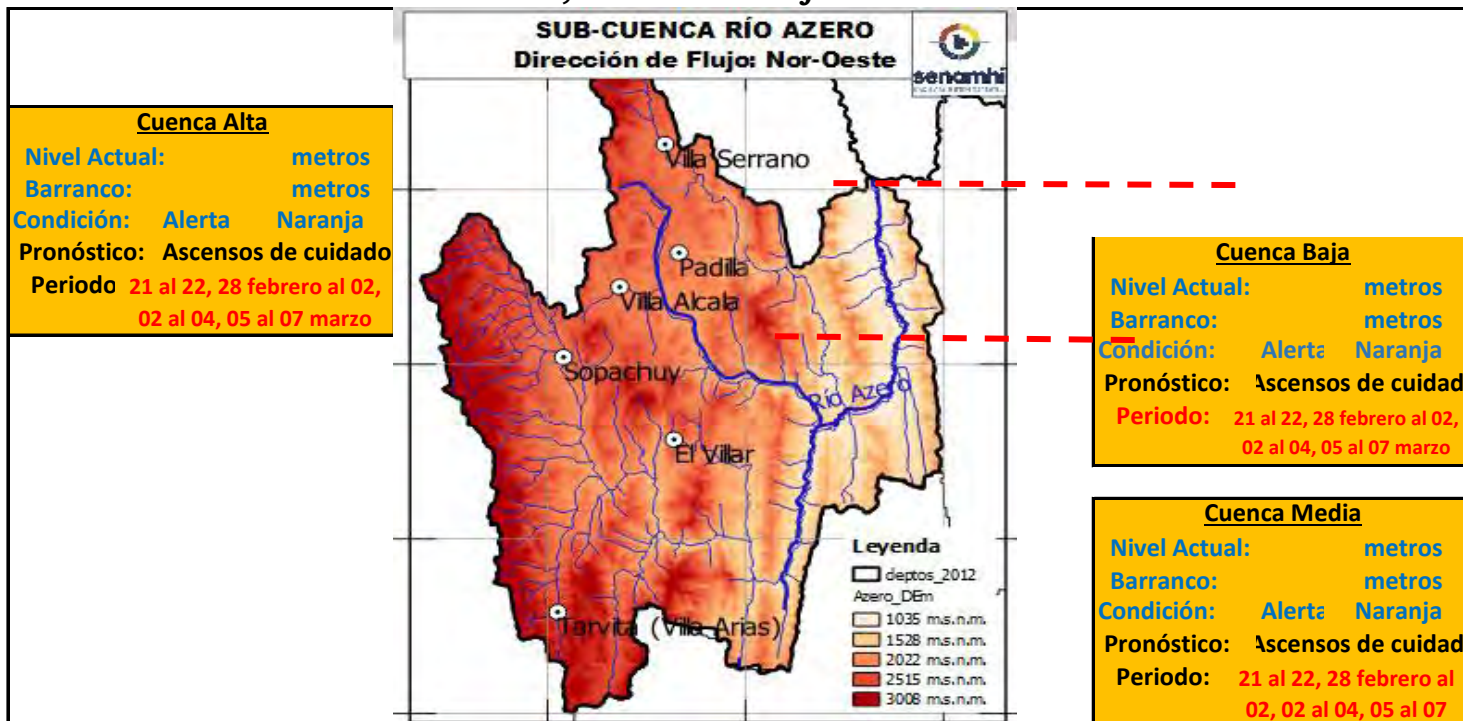 SUB-CUENCA RÍO AZERO
Dirección de Flujo: Nor-Oeste
senamhi
Cuenca Alta
Nivel Actual: metros
Barranco: metros
Condición: Alerta Naranja
Pronóstico: Ascensos de cuidado
Periodo 21 al 22, 28 febrero al 02,
02 al 04, 05 al 07 marzo
Villa Serrano
Padilla
Villa Alcala
Sopachuy
Río Azero
El Villar
Tarvita (Villa Arias)
Leyenda
deptos_2012
Azero_DEm
1035 m.s.n.m.
1528 m.s.n.m.
2022 m.s.n.m.
2515 m.s.n.m.
3008 m.s.n.m.
Cuenca Baja
Nivel Actual: metros
Barranco: metros
Condición: Alerta Naranja
Pronóstico: Ascensos de cuidad
Periodo: 21 al 22, 28 febrero al 02,
02 al 04, 05 al 07 marzo
Cuenca Media
Nivel Actual: metros
Barranco: metros
Condición: Alerta Naranja
Pronóstico: Ascensos de cuidad
Periodo: 21 al 22, 28 febrero al
02, 02 al 04, 05 al 07